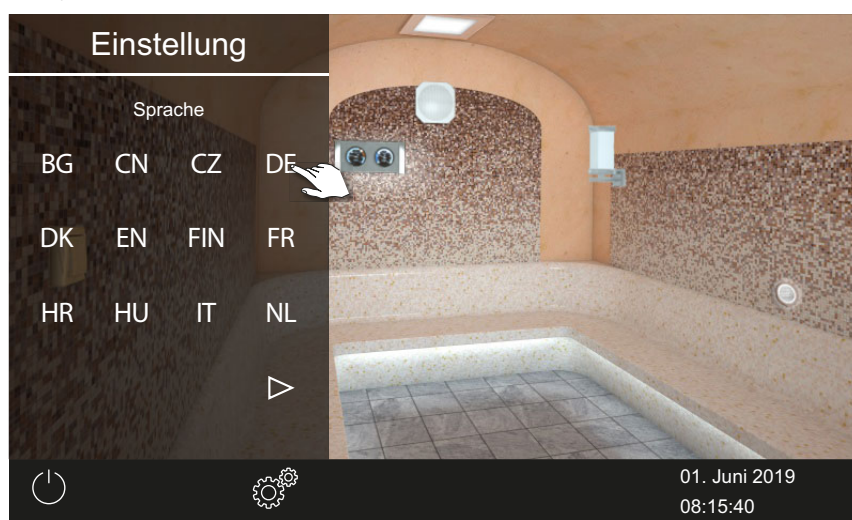 Einstellung
Sprache
BG CN CZ DE
DK EN FIN FR
HR HU IT NL
01. Juni 2019
08:15:40